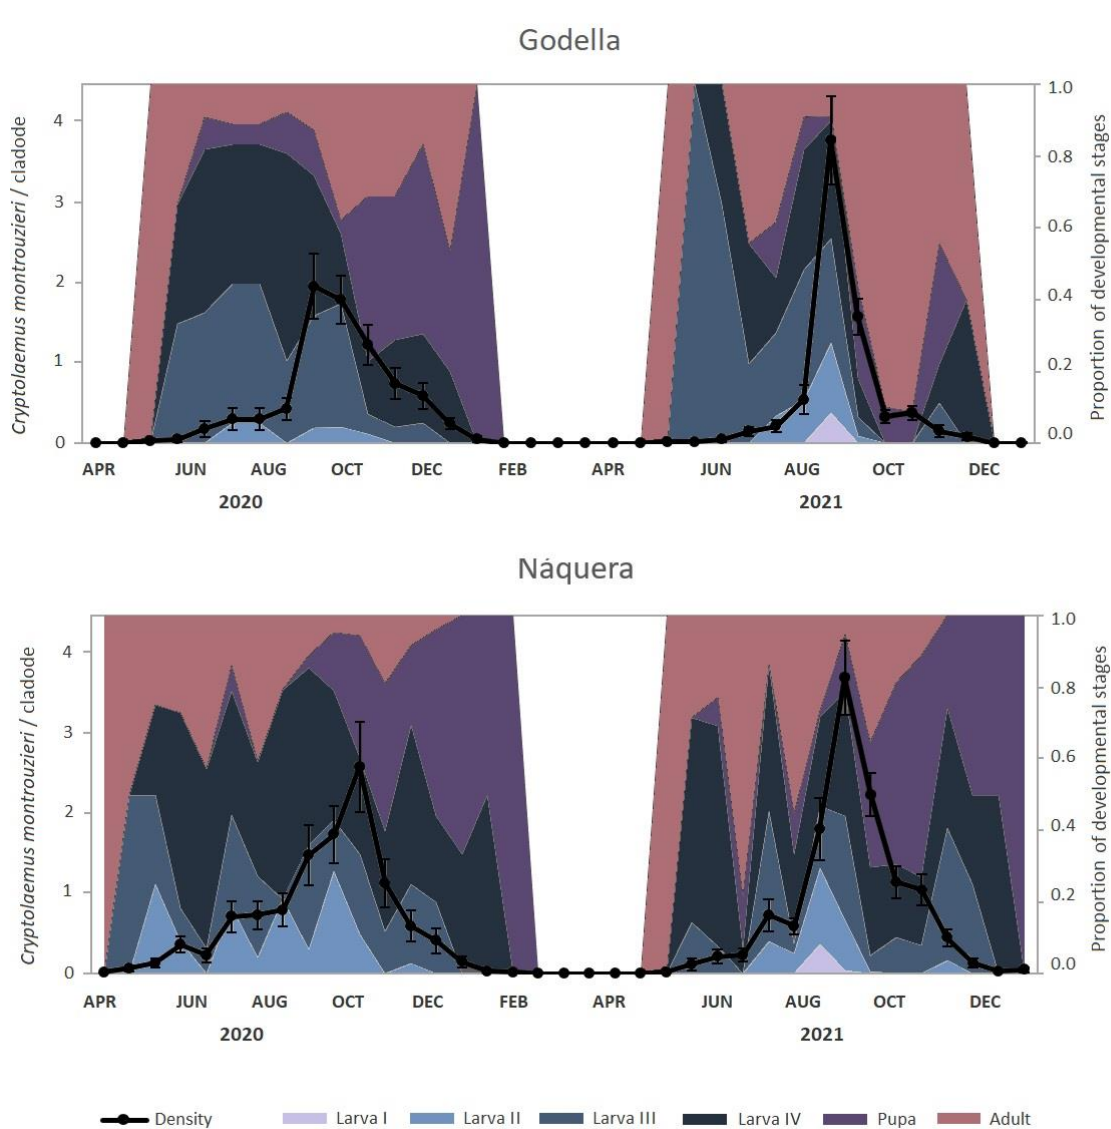 Godella
Cryptolaemus montrouzieri / cladode
4
3
2
1
0
1.0
0.8
0.6
0.4
0.2
0.0
Proportion of developmental stages
APR JUN AUG OCT DEC FEB APR JUN AUG OCT DEC
2020 2021
Náquera
Cryptolaemus montrouzieri / cladode
4
3
2
1
0
1.0
0.8
0.6
0.4
0.2
0.0
Proportion of developmental stages
APR JUN AUG OCT DEC FEB APR JUN AUG OCT DEC
2020 2021
Density Larva I Larva II Larva III Larva IV Pupa Adult